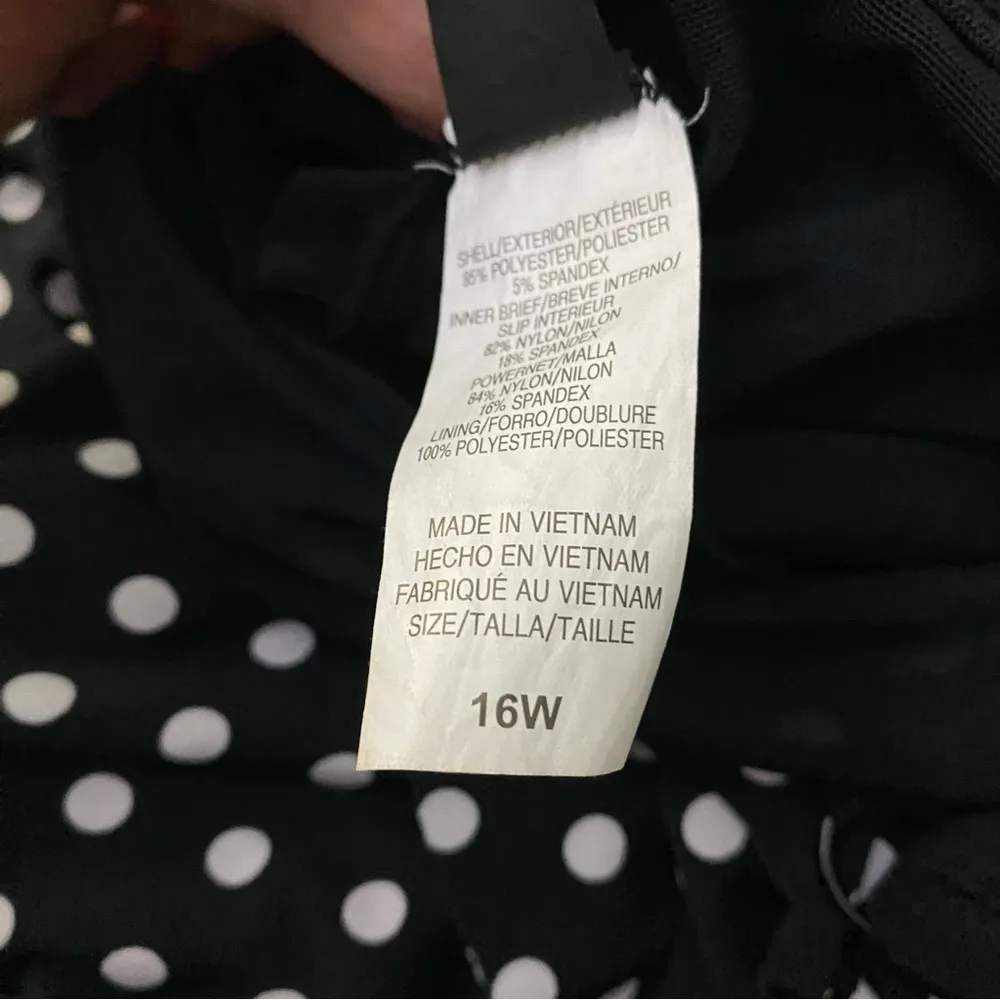 SHELL/EXTERIOR/EXTÉRIEUR
95% POLYESTER/POLIESTER
5% SPANDEX
INNER BRIEF/BREVE INTERNO/
SLIP INTERIEUR
82% NYLON/NILON
18% SPANDEX
POWERNET/MALLA
84% NYLON/NILON
16% SPANDEX
LINING/FORRO/DOUBLURE
100% POLYESTER/POLIESTER
MADE IN VIETNAM
HECHO EN VIETNAM
FABRIQUÉ AU VIETNAM
SIZE/TALLA/TAILLE
16W